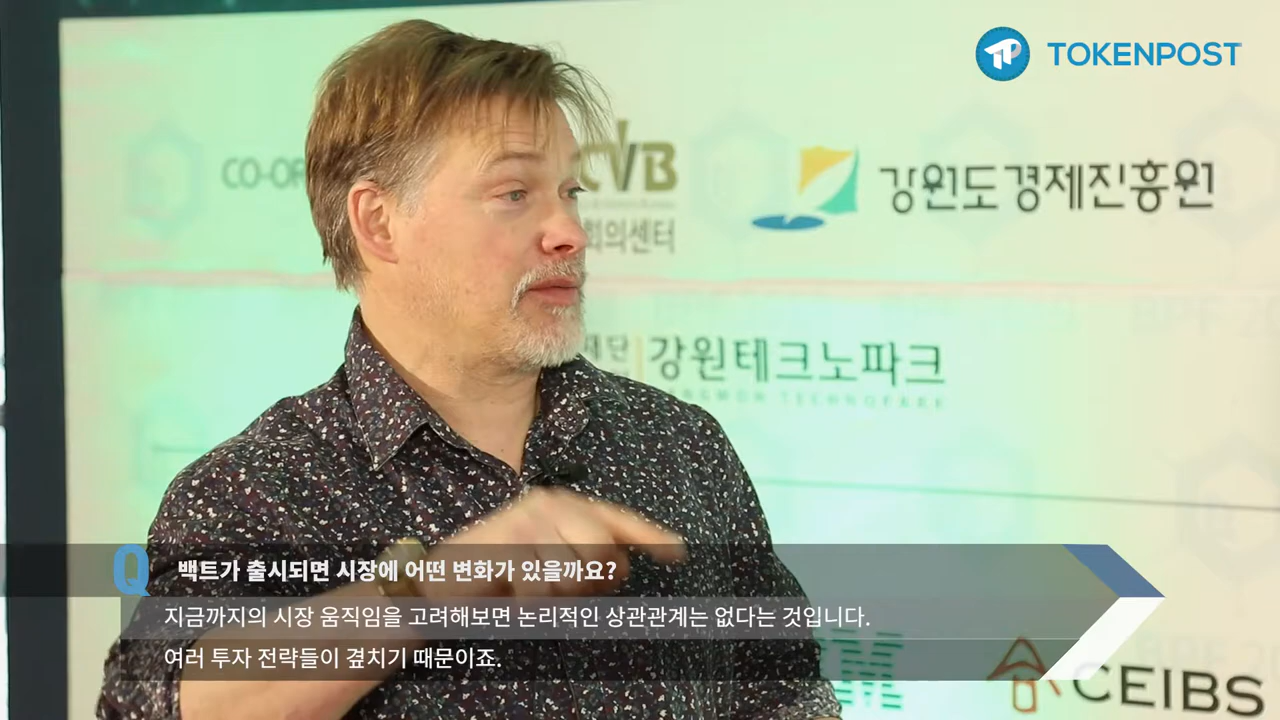 TOKENPOST
CVB
회의센터
강원도경제진흥원
강원테크노파크
Q 백트가 출시되면 시장에 어떤 변화가 있을까요?
지금까지의 시장 움직임을 고려해보면 논리적인 상관관계는 없다는 것입니다.
여러 투자 전략들이 겹치기 때문이죠.
CEIBS